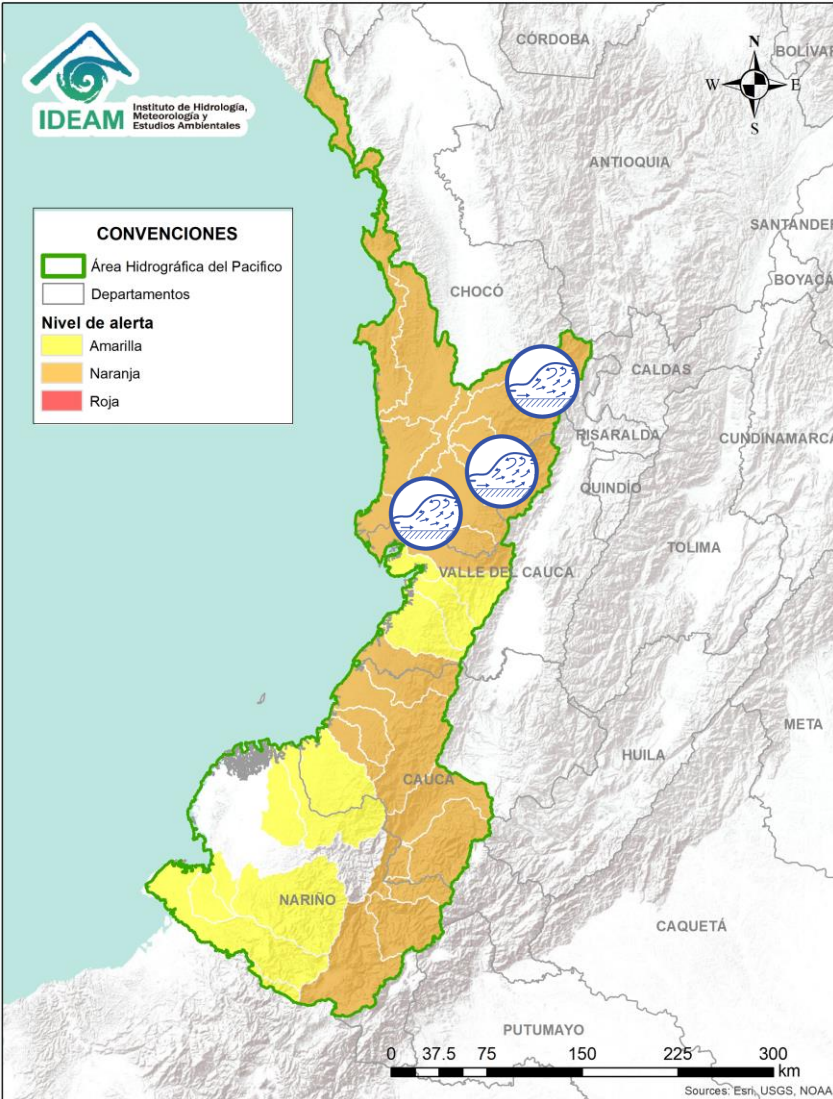 IDEAM
Instituto de Hidrología,
Meteorología y
Estudios Ambientales
CONVENCIONES
Área Hidrográfica del Pacifico
Departamentos
Nivel de alerta
Amarilla
Naranja
Roja
N
W
E
S
CÓRDOBA
BOLÍVAR
ANTIOQUIA
SANTANDER
BOYACÁ
CHOCÓ
CALDAS
RISARALDA
CUNDINAMARCA
QUINDÍO
TOLIMA
VALLE DEL CAUCA
META
HUILA
CAUCA
NARIÑO
CAQUETÁ
PUTUMAYO
0 37.5 75 150 225 300
km
Sources: Esri, USGS, NOAA